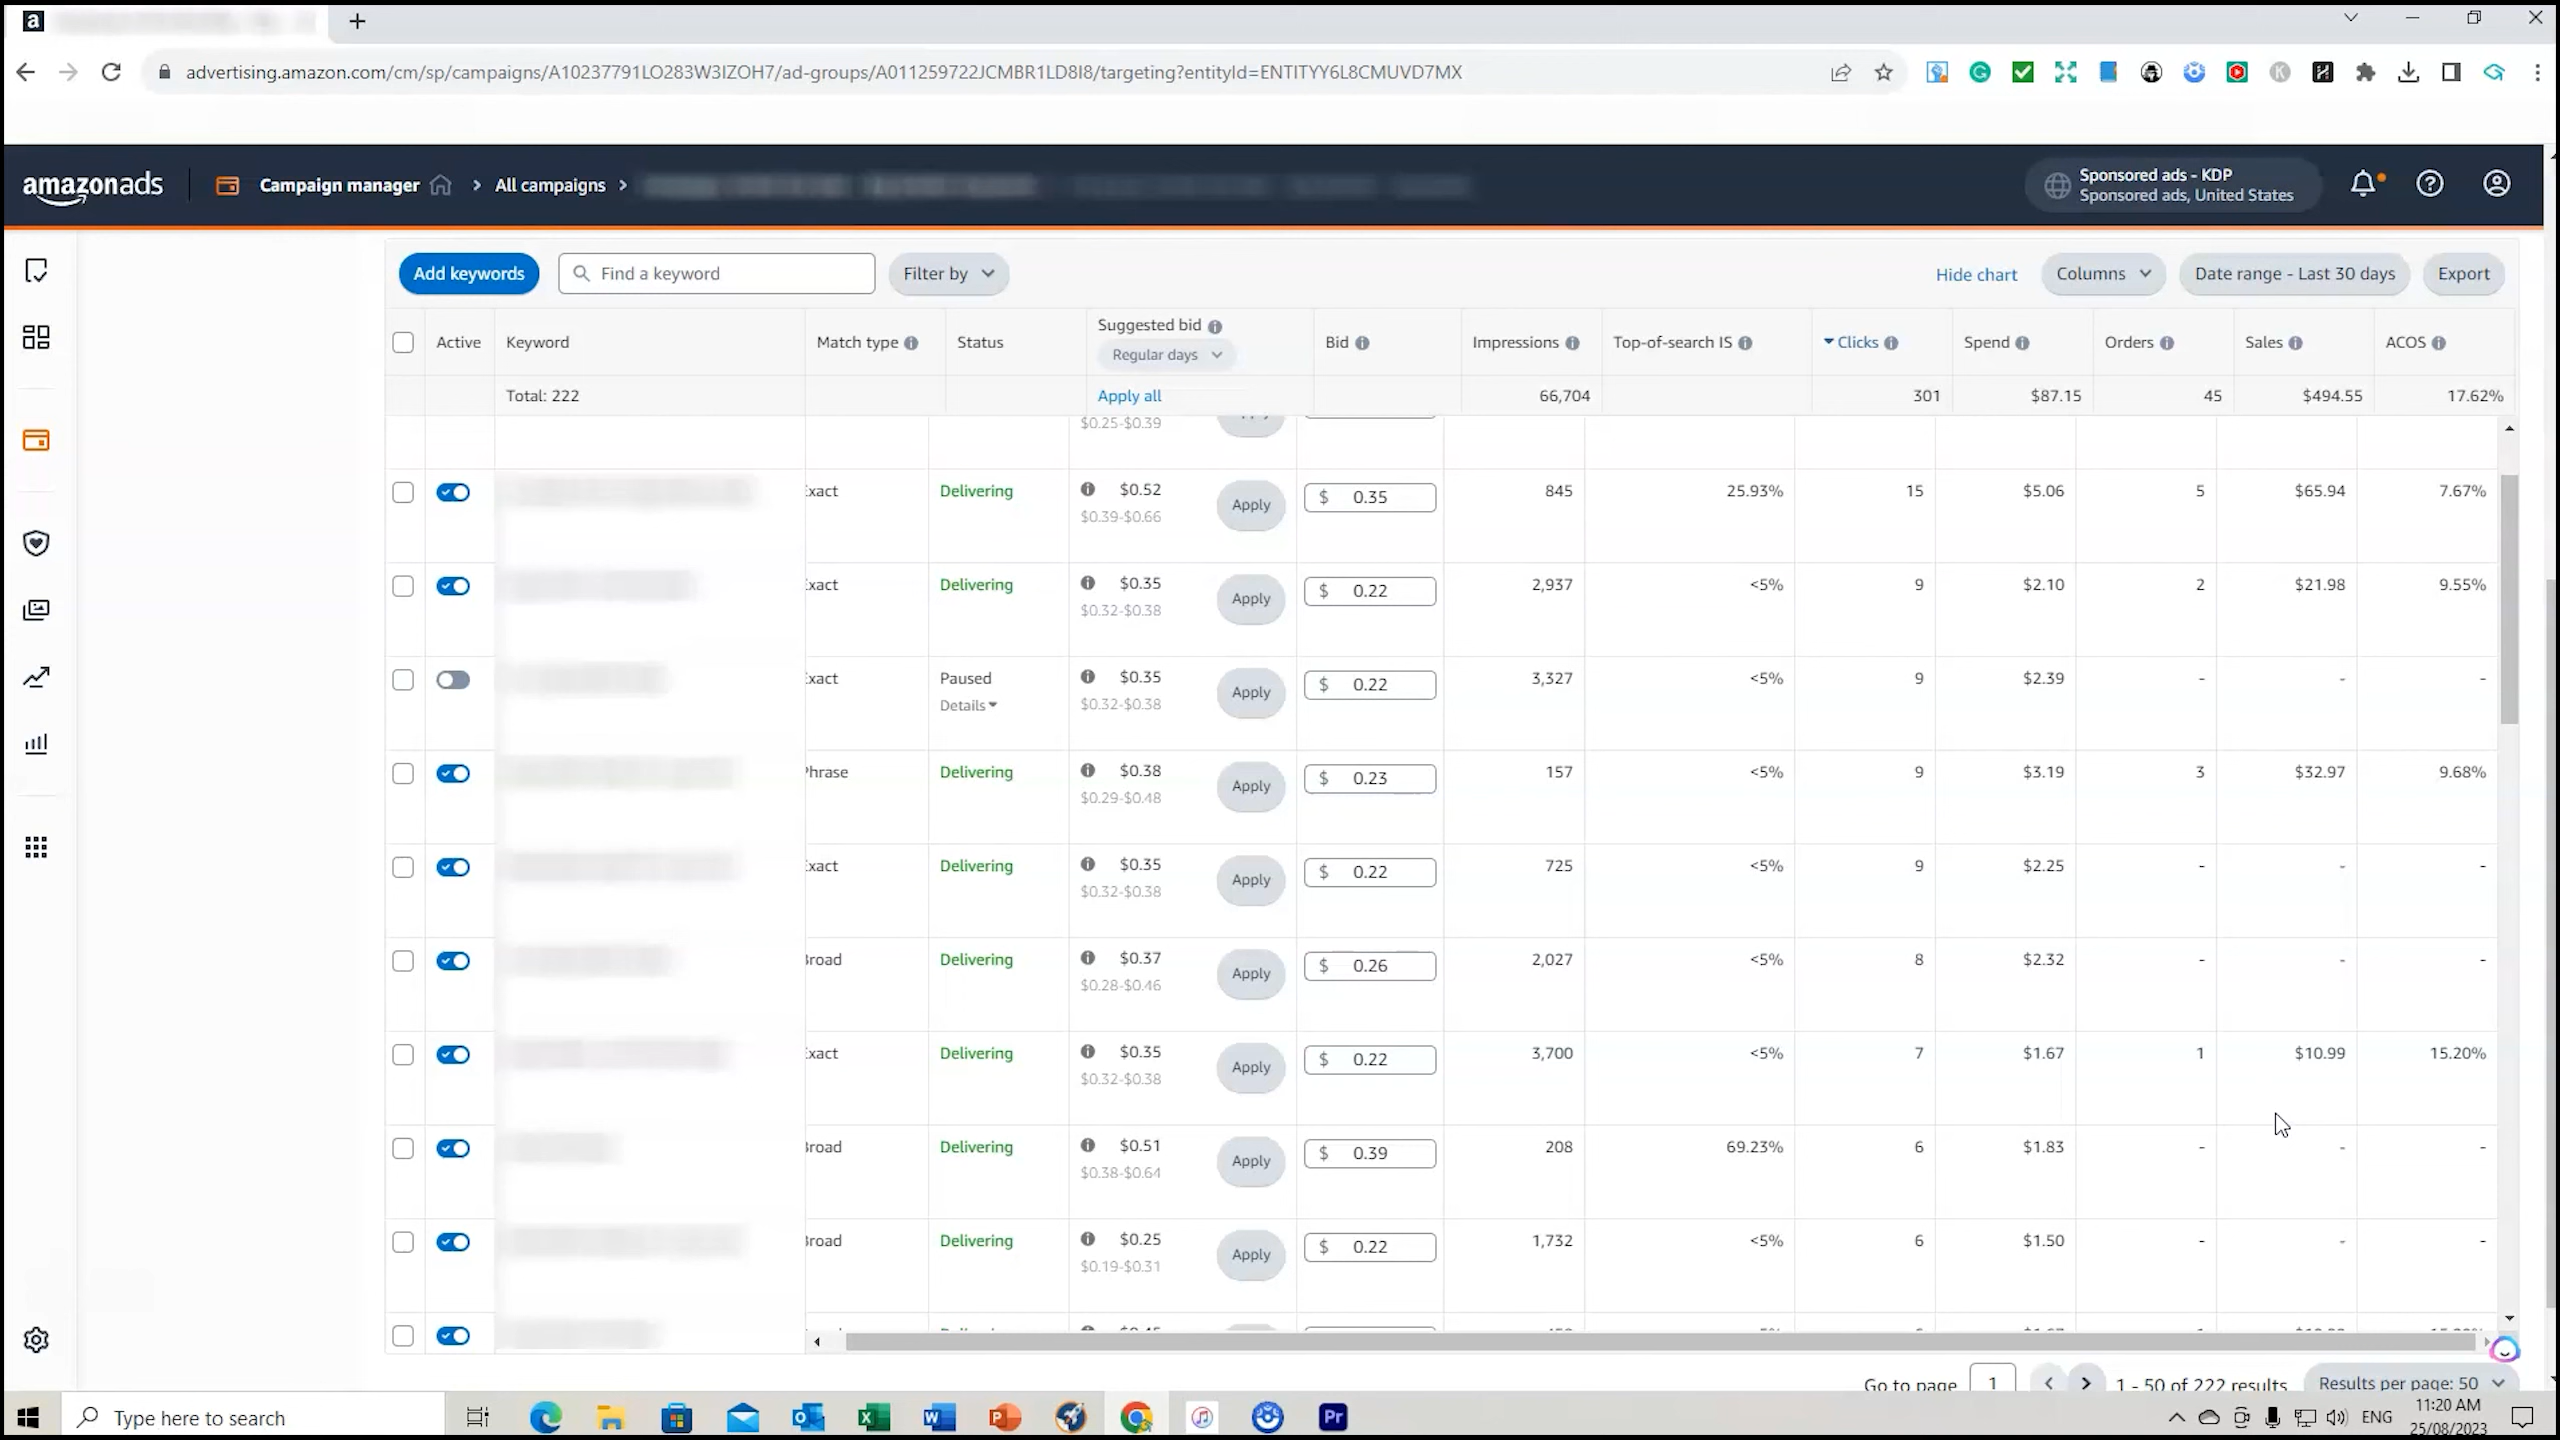 a
advertising.amazon.com/cm/sp/campaigns/A10237791LO283W3IZOH7/ad-groups/A011259722JCMBR1LD8I8/targeting?entityId=ENTITYY6L8CMUVD7MX
amazonads Campaign manager > All campaigns > Sponsored ads - KDP
Sponsored ads, United States
Add keywords Find a keyword Filter by Hide chart Columns Date range - Last 30 days Export
Active Keyword Match type Status Suggested bid Bid Impressions Top-of-search IS Clicks Spend Orders Sales ACOS
Regular days
Total: 222 Apply all 66,704 301 $87.15 45 $494.55 17.62%
$0.25-$0.39
Exact Delivering $0.52 Apply $ 0.35 845 25.93% 15 $5.06 5 $65.94 7.67%
$0.39-$0.66
Exact Delivering $0.35 Apply $ 0.22 2,937 <5% 9 $2.10 2 $21.98 9.55%
$0.32-$0.38
Exact Paused $0.35 Apply $ 0.22 3,327 <5% 9 $2.39 - - -
Details $0.32-$0.38
Phrase Delivering $0.38 Apply $ 0.23 157 <5% 9 $3.19 3 $32.97 9.68%
$0.29-$0.48
Exact Delivering $0.35 Apply $ 0.22 725 <5% 9 $2.25 - - -
$0.32-$0.38
Broad Delivering $0.37 Apply $ 0.26 2,027 <5% 8 $2.32 - - -
$0.28-$0.46
Exact Delivering $0.35 Apply $ 0.22 3,700 <5% 7 $1.67 1 $10.99 15.20%
$0.32-$0.38
Broad Delivering $0.51 Apply $ 0.39 208 69.23% 6 $1.83 - - -
$0.38-$0.64
Broad Delivering $0.25 Apply $ 0.22 1,732 <5% 6 $1.50 - - -
$0.19-$0.31
Go to page 1 1 - 50 of 222 results Results per page: 50
Type here to search Pr ENG 11:20 AM
25/08/2023